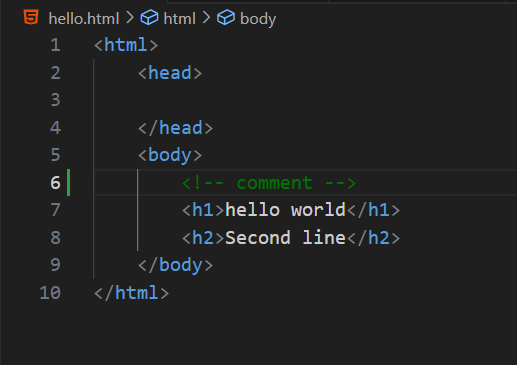 hello.html > html > body
1 <html>
2     <head>
3
4     </head>
5     <body>
6         <!-- comment -->
7         <h1>hello world</h1>
8         <h2>Second line</h2>
9     </body>
10 </html>